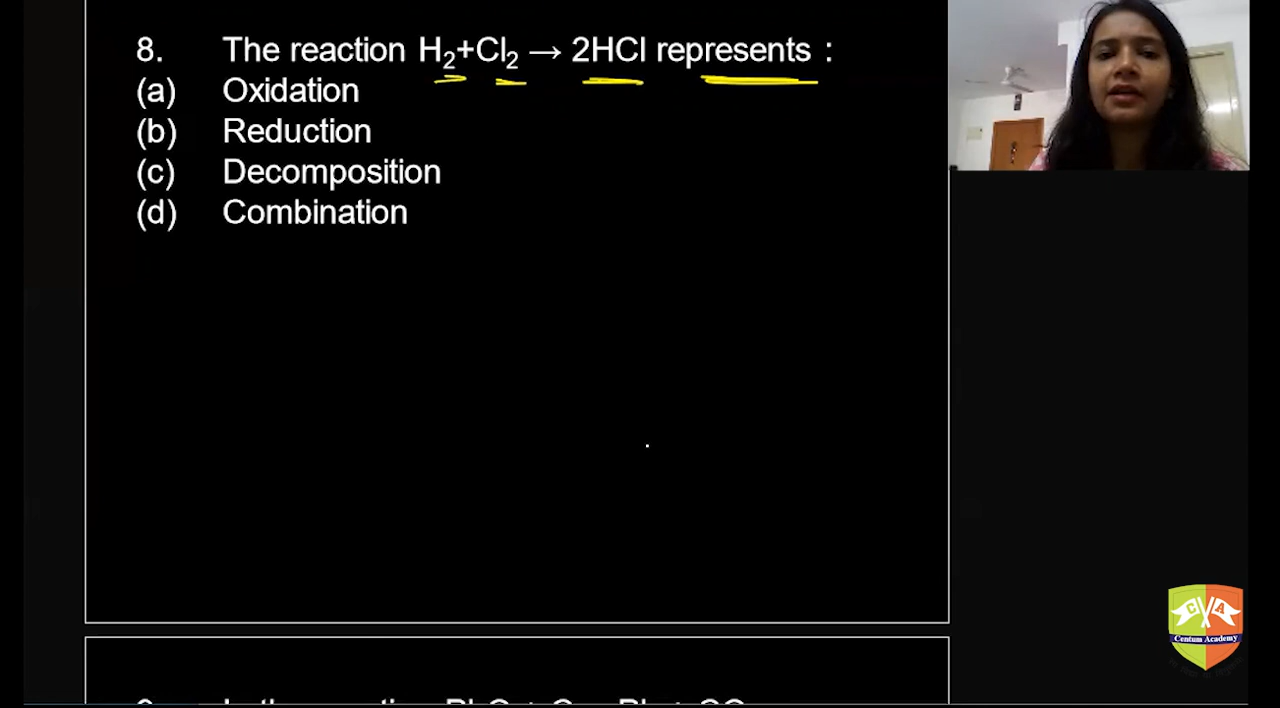 8. The reaction H₂+Cl₂ → 2HCl represents :
(a) Oxidation
(b) Reduction
(c) Decomposition
(d) Combination
C A
Centum Academy